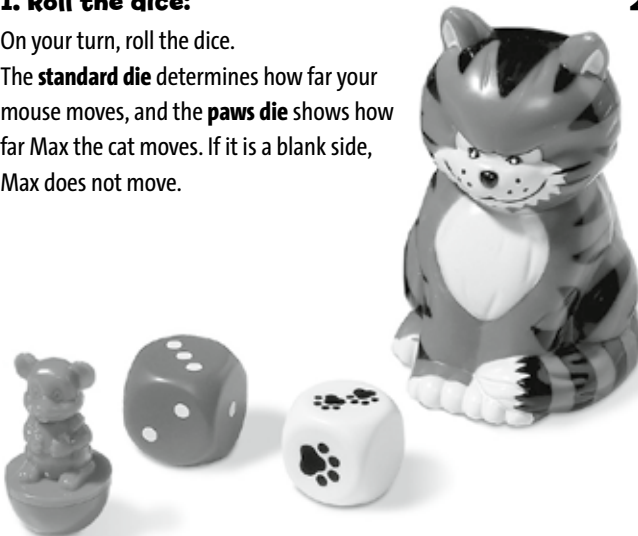 1. Roll the dice:
On your turn, roll the dice.
The standard die determines how far your
mouse moves, and the paws die shows how
far Max the cat moves. If it is a blank side,
Max does not move.
2